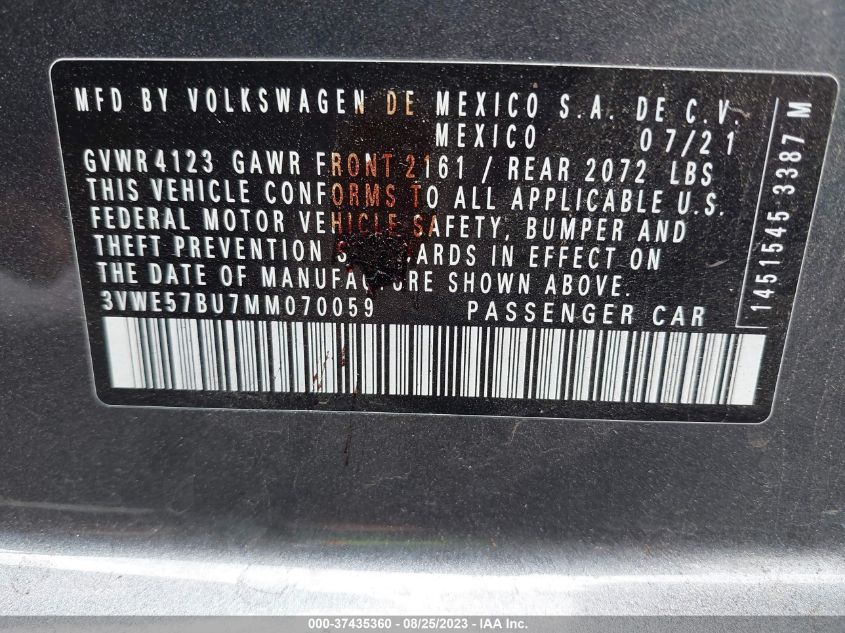 MFD BY VOLKSWAGEN DE MEXICO S.A. DE C.V.
MEXICO 07/21
GVWR 4123 GAWR FRONT 2161 / REAR 2072 LBS
THIS VEHICLE CONFORMS TO ALL APPLICABLE U.S.
FEDERAL MOTOR VEHICLE SAFETY, BUMPER AND
THEFT PREVENTION IN EFFECT ON
THE DATE OF MANUFACTURE SHOWN ABOVE.
3VWE57BU7MM070059 PASSENGER CAR
1451545 3387 M
000-37435360 - 08/25/2023 - IAA Inc.